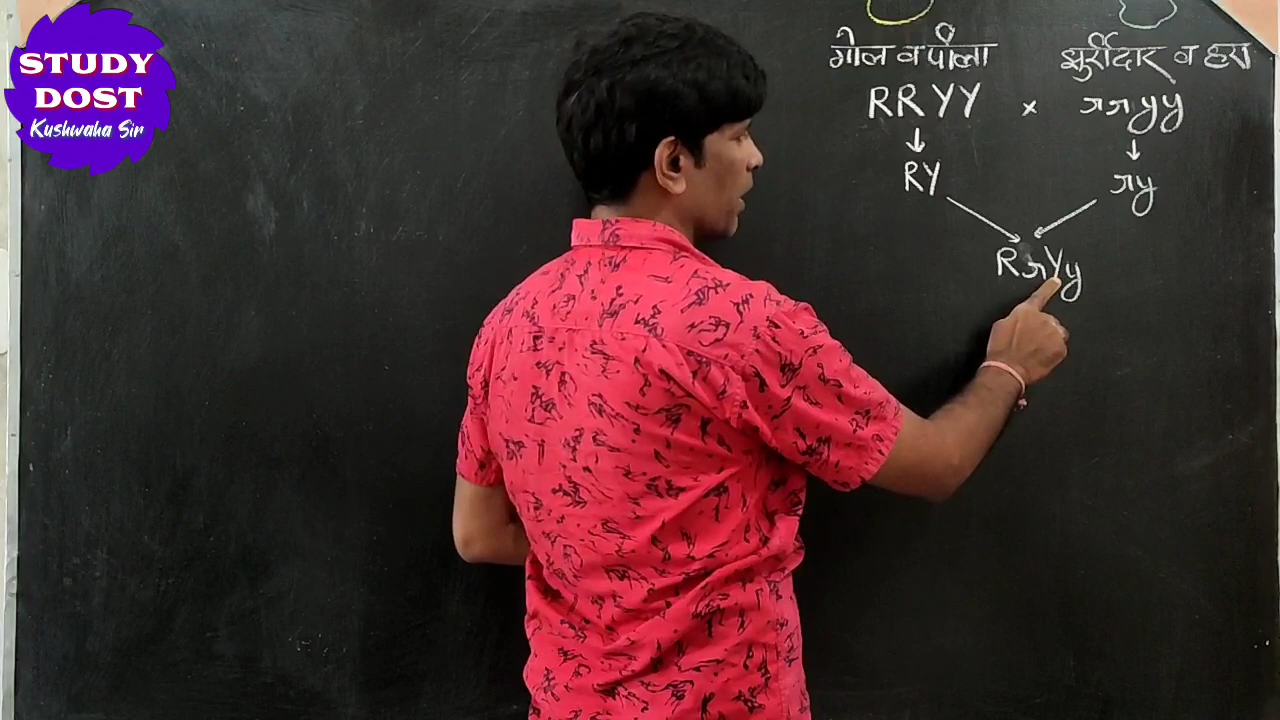 STUDY
DOST
Kushwaha Sir
गोल व पीला झुर्रीदार व हरा
RRYY × rryy
↓ ↓
RY ry
RrYy